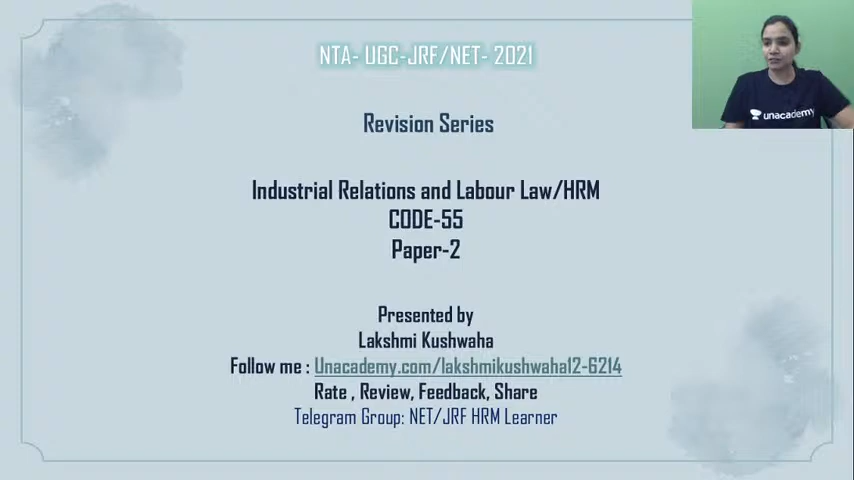 NTA- UGC-JRF/NET- 2021
Revision Series
Industrial Relations and Labour Law/HRM
CODE-55
Paper-2
Presented by
Lakshmi Kushwaha
Follow me : Unacademy.com/lakshmikushwaha12-6214
Rate , Review, Feedback, Share
Telegram Group: NET/JRF HRM Learner
unacademy